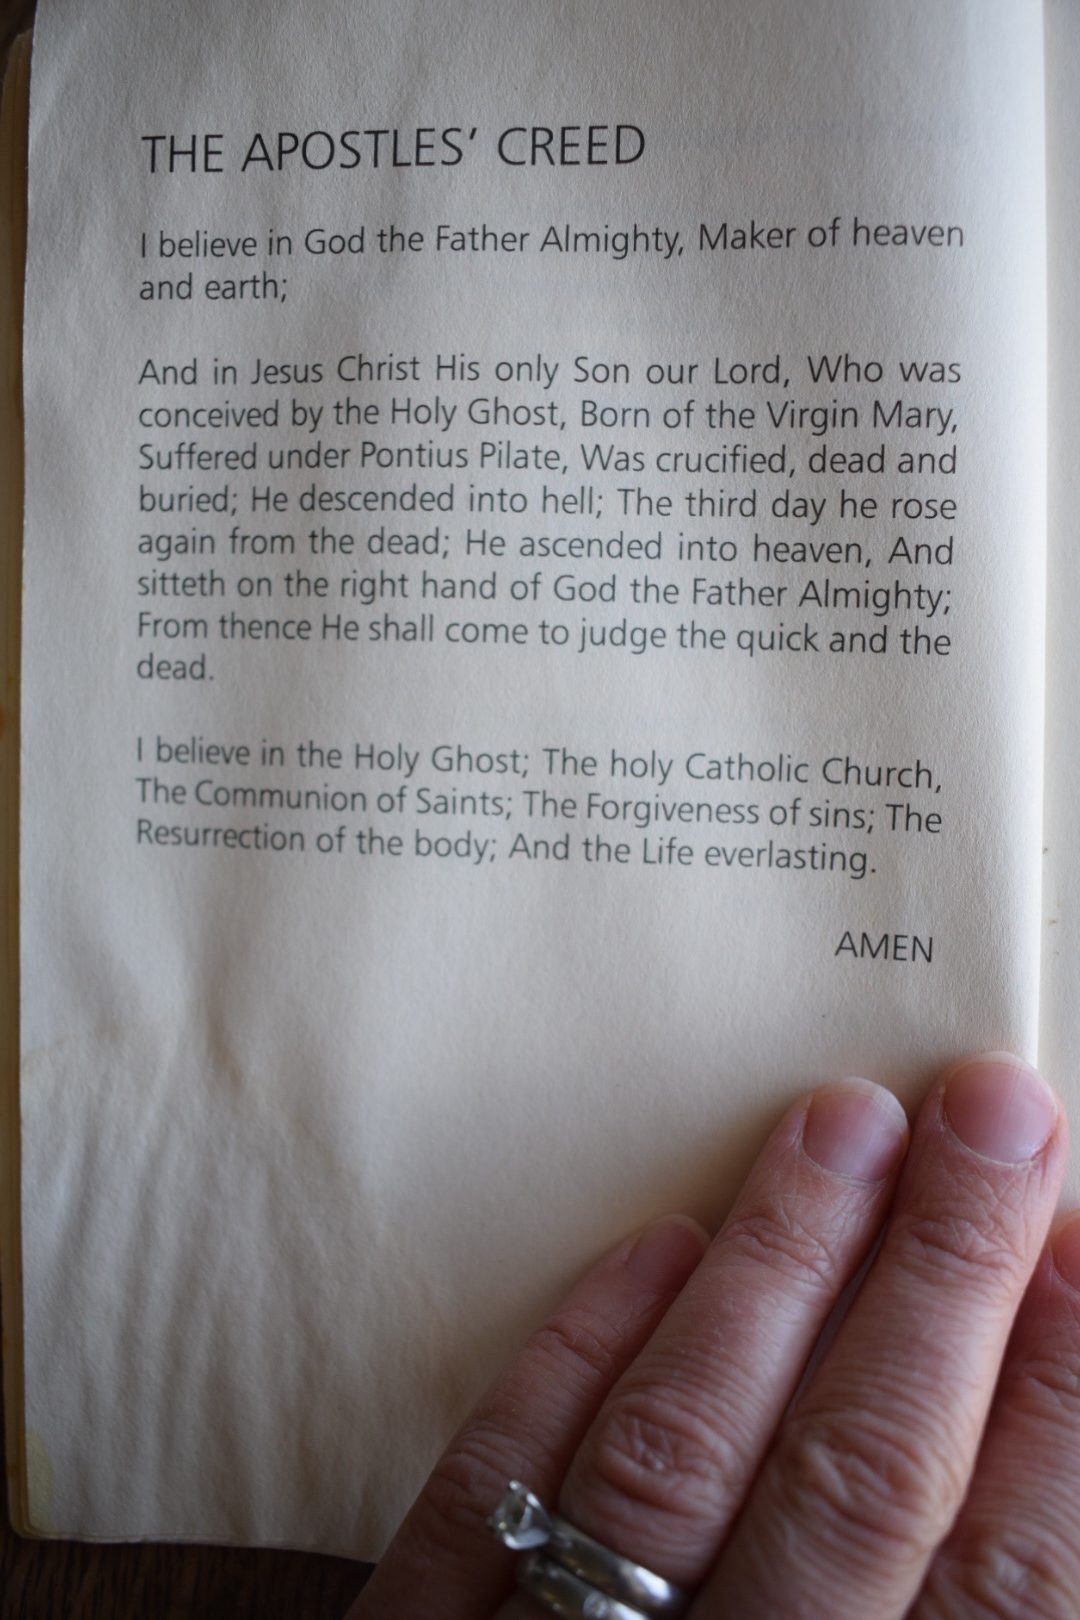 THE APOSTLES’ CREED
I believe in God the Father Almighty, Maker of heaven
and earth;
And in Jesus Christ His only Son our Lord, Who was
conceived by the Holy Ghost, Born of the Virgin Mary,
Suffered under Pontius Pilate, Was crucified, dead and
buried; He descended into hell; The third day he rose
again from the dead; He ascended into heaven, And
sitteth on the right hand of God the Father Almighty;
From thence He shall come to judge the quick and the
dead.
I believe in the Holy Ghost; The holy Catholic Church,
The Communion of Saints; The Forgiveness of sins; The
Resurrection of the body; And the Life everlasting.
AMEN